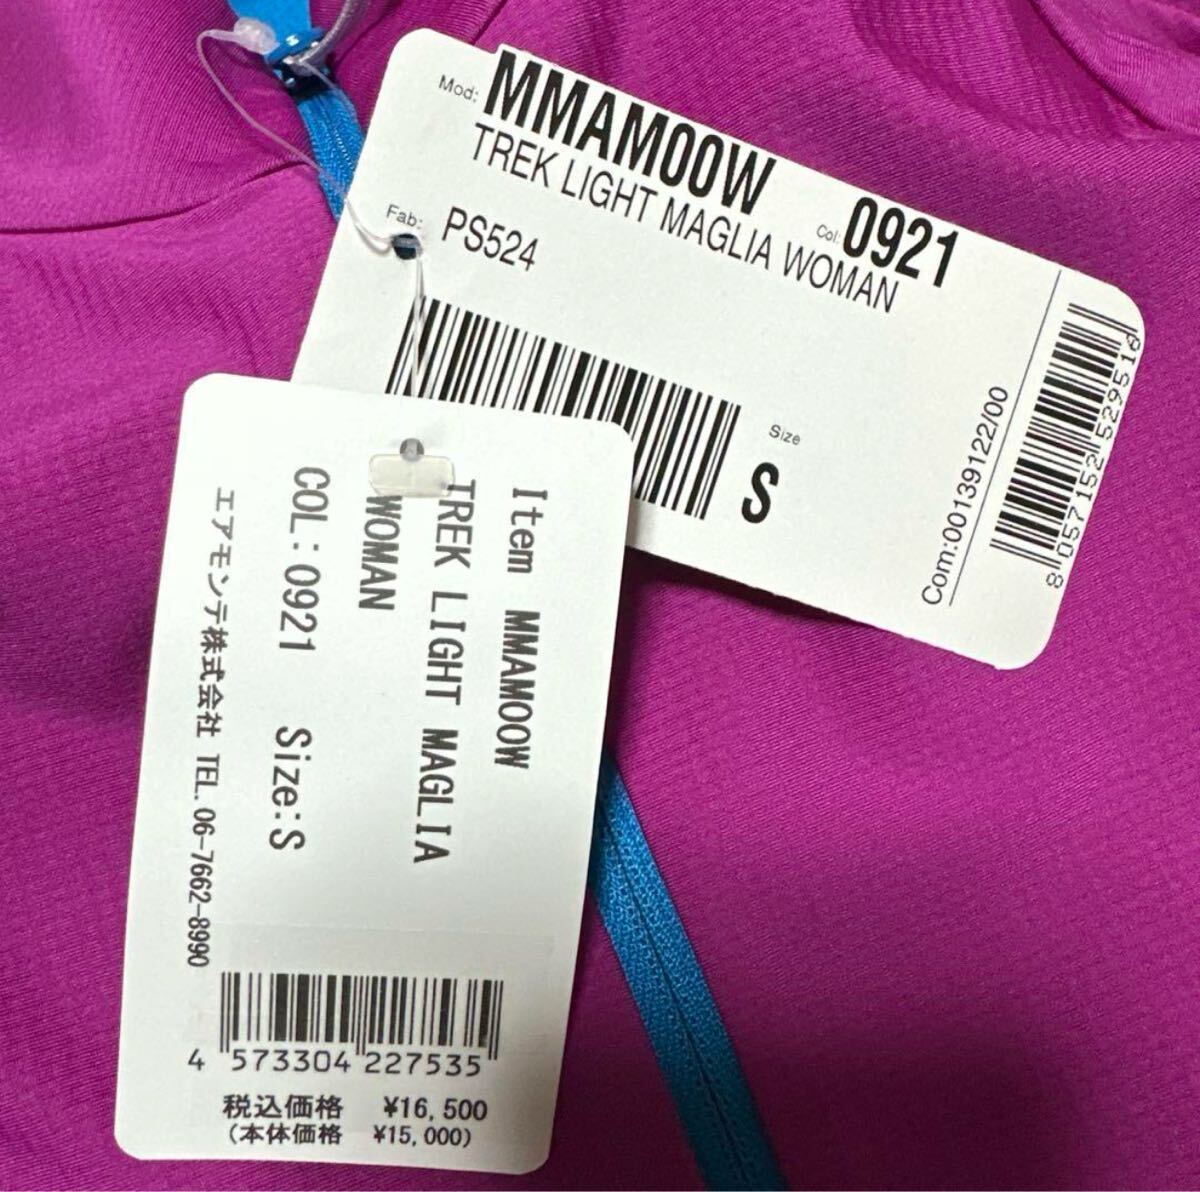 Mod: MMAM00W
TREK LIGHT MAGLIA WOMAN
Col: 0921
Fab: PS524
Size
S
Com:00139122/00
8 057152 529516
Item MMAM00W
TREK LIGHT MAGLIA
WOMAN
COL:0921 Size:S
エアモンテ株式会社 TEL.06-7662-8990
4 573304 227535
税込価格 ¥16,500
(本体価格 ¥15,000)